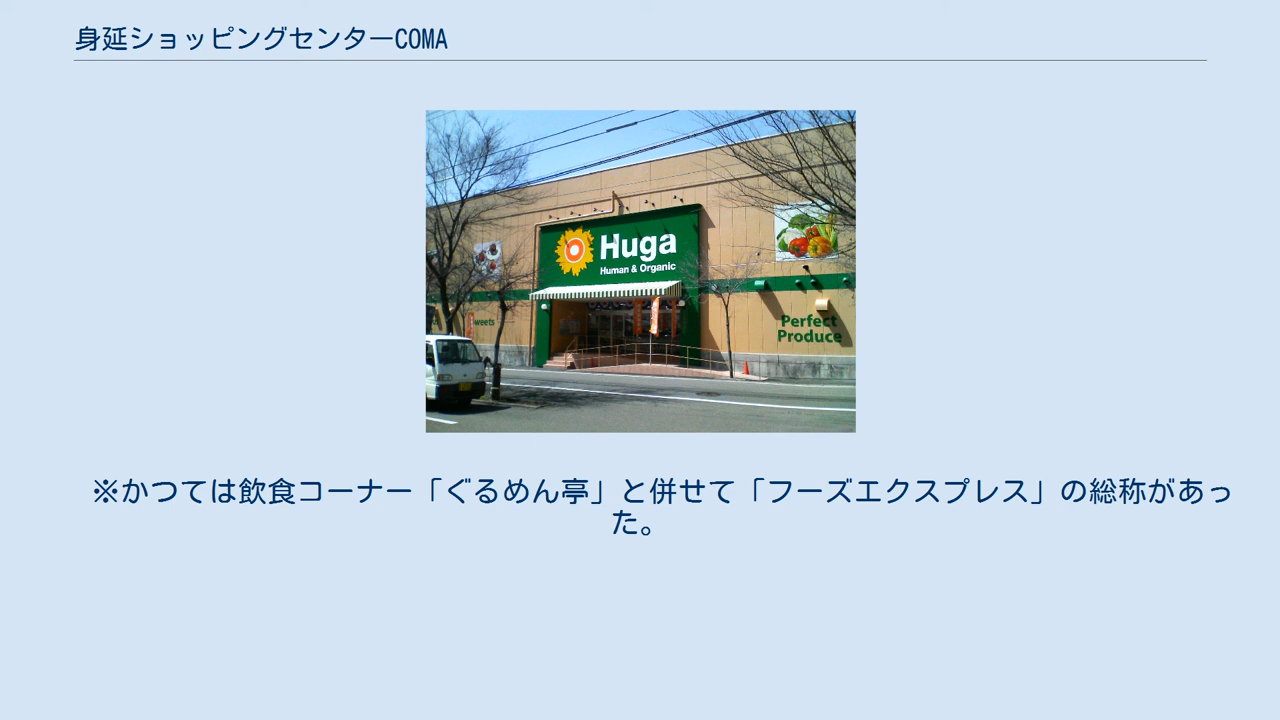 身延ショッピングセンターCOMA
Huga
Human & Organic
weets
Perfect
Produce
※かつては飲食コーナー「ぐるめん亭」と併せて「フーズエクスプレス」の総称があっ
た。